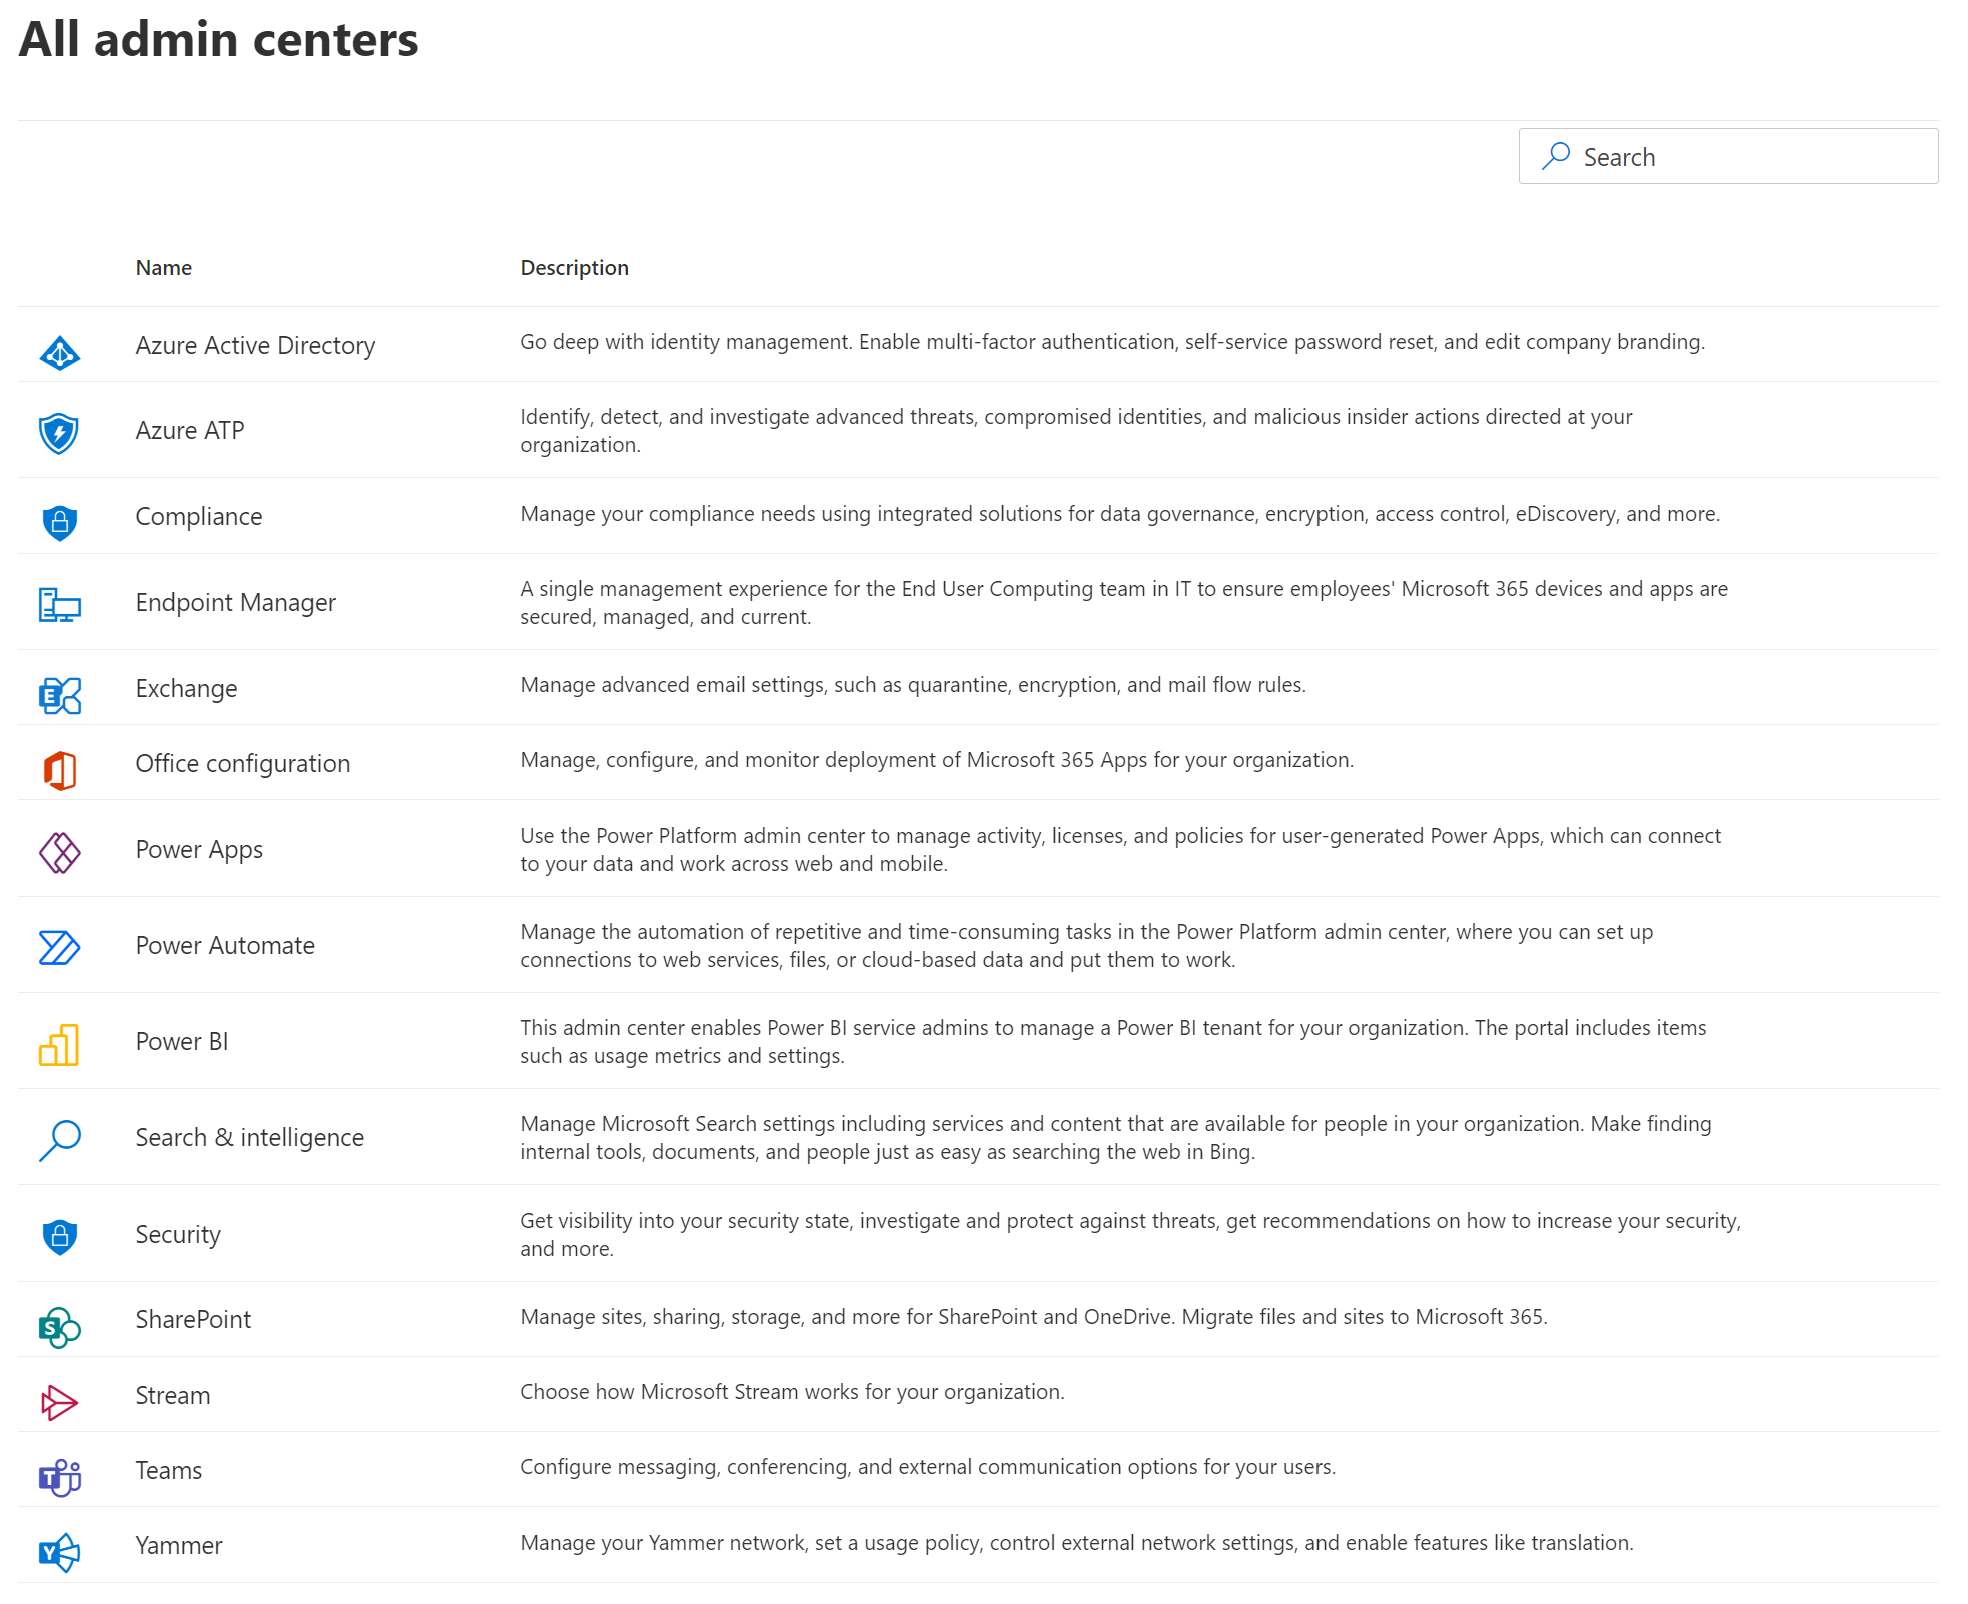 All admin centers
Search
Name Description
Azure Active Directory Go deep with identity management. Enable multi-factor authentication, self-service password reset, and edit company branding.
Azure ATP Identify, detect, and investigate advanced threats, compromised identities, and malicious insider actions directed at your
organization.
Compliance Manage your compliance needs using integrated solutions for data governance, encryption, access control, eDiscovery, and more.
Endpoint Manager A single management experience for the End User Computing team in IT to ensure employees' Microsoft 365 devices and apps are
secured, managed, and current.
E
Exchange Manage advanced email settings, such as quarantine, encryption, and mail flow rules.
Office configuration Manage, configure, and monitor deployment of Microsoft 365 Apps for your organization.
Power Apps Use the Power Platform admin center to manage activity, licenses, and policies for user-generated Power Apps, which can connect
to your data and work across web and mobile.
Power Automate Manage the automation of repetitive and time-consuming tasks in the Power Platform admin center, where you can set up
connections to web services, files, or cloud-based data and put them to work.
Power BI This admin center enables Power BI service admins to manage a Power BI tenant for your organization. The portal includes items
such as usage metrics and settings.
Search & intelligence Manage Microsoft Search settings including services and content that are available for people in your organization. Make finding
internal tools, documents, and people just as easy as searching the web in Bing.
Security Get visibility into your security state, investigate and protect against threats, get recommendations on how to increase your security,
and more.
S
SharePoint Manage sites, sharing, storage, and more for SharePoint and OneDrive. Migrate files and sites to Microsoft 365.
Stream Choose how Microsoft Stream works for your organization.
T
Teams Configure messaging, conferencing, and external communication options for your users.
Y
Yammer Manage your Yammer network, set a usage policy, control external network settings, and enable features like translation.